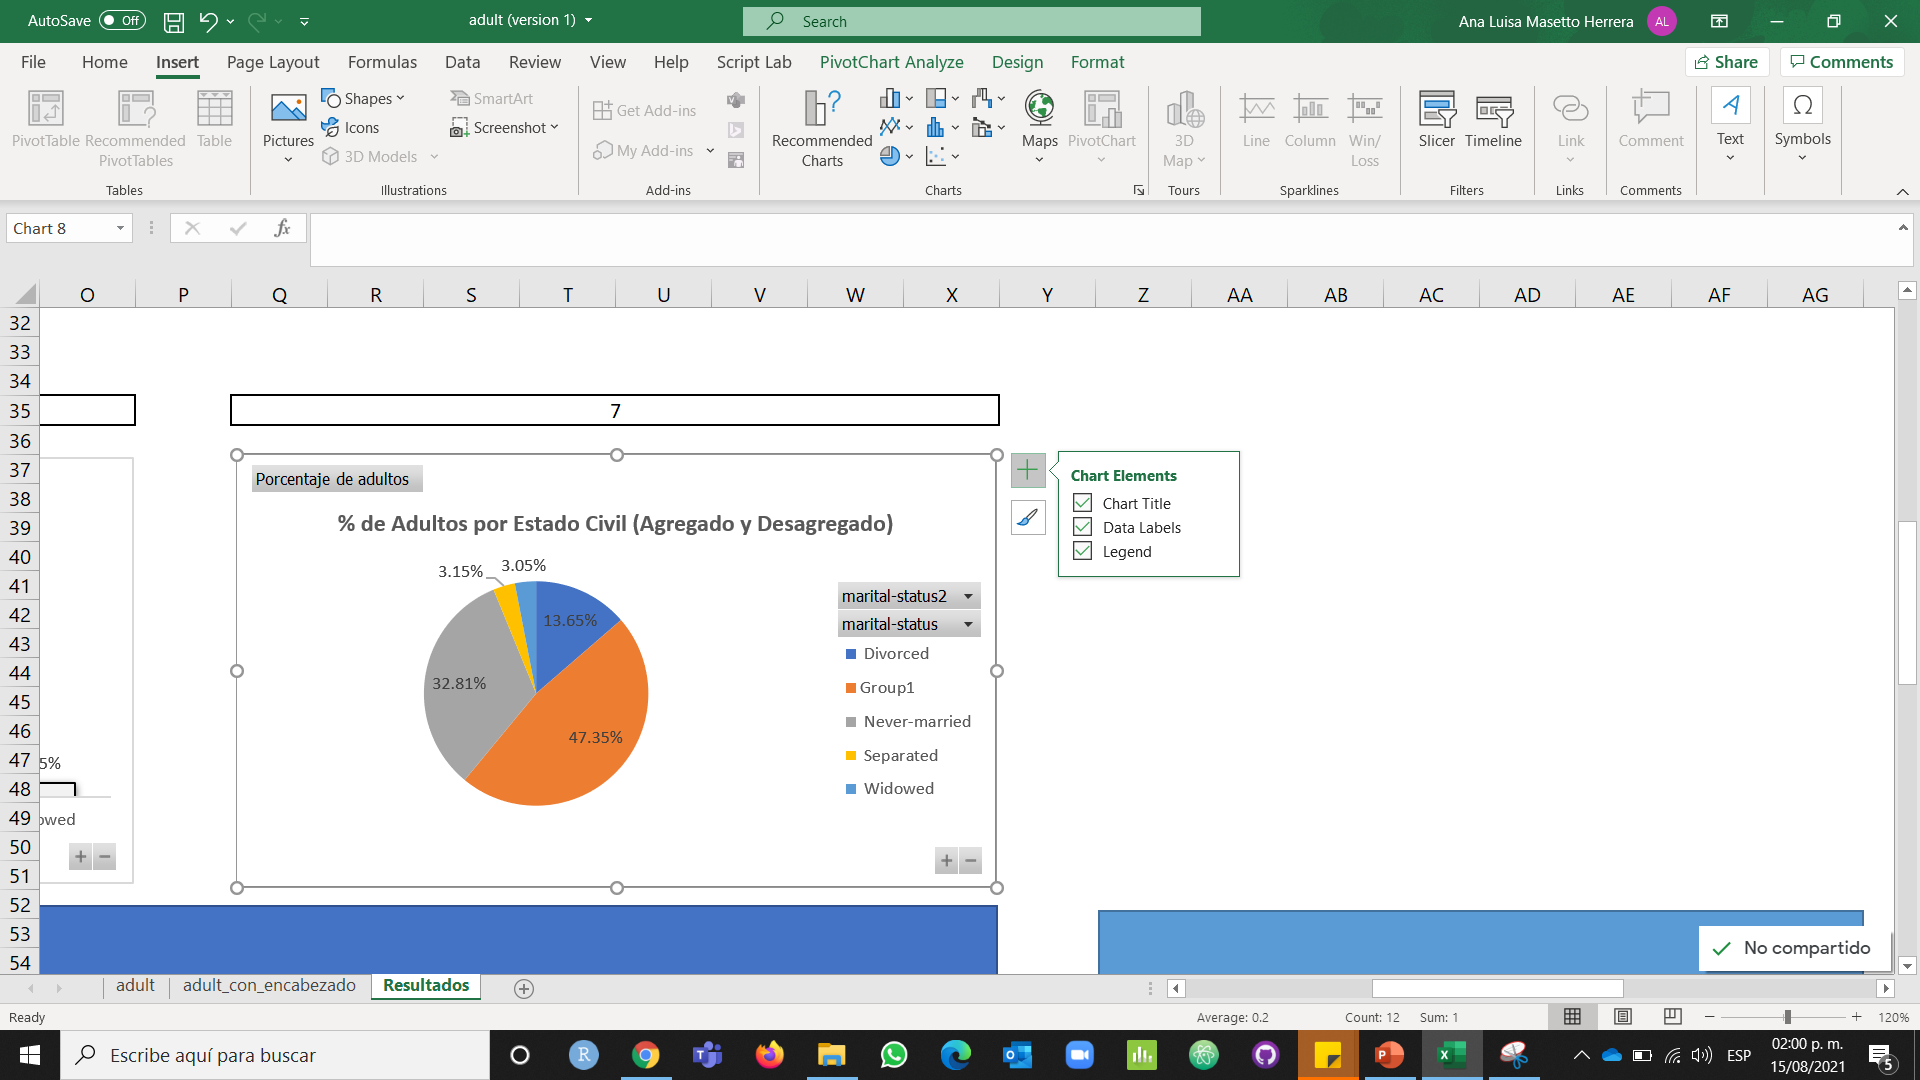 AutoSave Off
adult (version 1)
Search
Ana Luisa Masetto Herrera AL
File Home Insert Page Layout Formulas Data Review View Help Script Lab PivotChart Analyze Design Format Share Comments
PivotTable
Recommended
PivotTables
Table
Tables
Pictures
Shapes
Icons
3D Models
SmartArt
Screenshot
Illustrations
Get Add-ins
My Add-ins
Add-ins
Recommended
Charts
Maps
PivotChart
Charts
3D
Map
Tours
Line
Column
Win/
Loss
Sparklines
Slicer
Timeline
Filters
Link
Links
Comment
Comments
Text
Symbols
Chart 8
fx
O P Q R S T U V W X Y Z AA AB AC AD AE AF AG
32
33
34
35
36
37
38
39
40
41
42
43
44
45
46
47
48
49
50
51
52
53
54
7
Porcentaje de adultos
% de Adultos por Estado Civil (Agregado y Desagregado)
3.15%
3.05%
13.65%
32.81%
47.35%
marital-status2
marital-status
Divorced
Group1
Never-married
Separated
Widowed
Chart Elements
Chart Title
Data Labels
Legend
5%
owed
No compartido
adult adult_con_encabezado Resultados
Ready
Average: 0.2 Count: 12 Sum: 1
120%
Escribe aquí para buscar
ESP
02:00 p. m.
15/08/2021
5